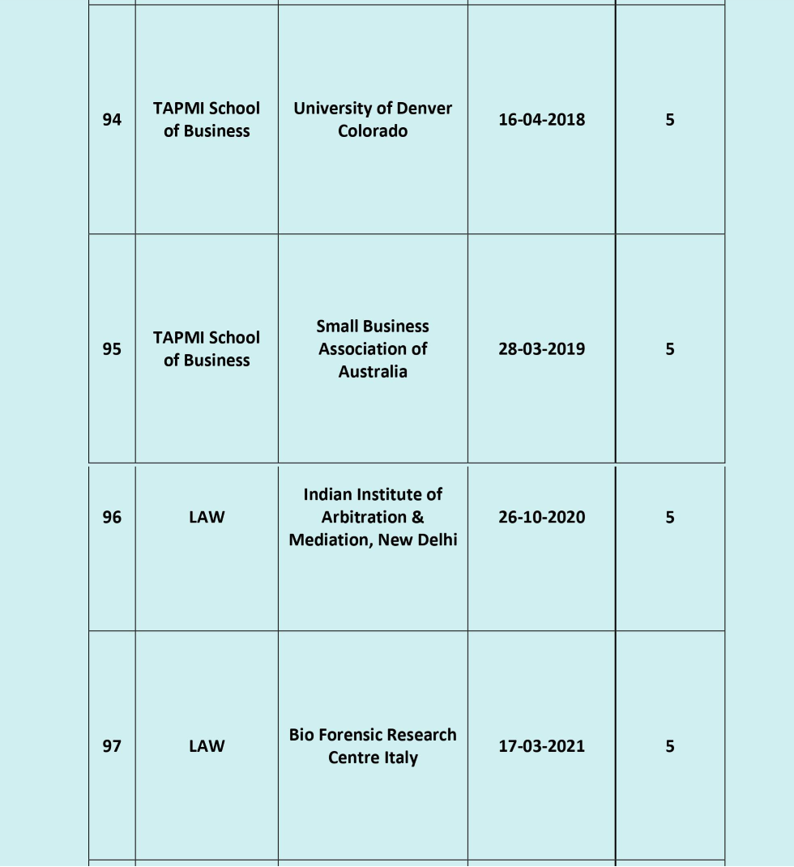 94
TAPMI School
of Business
University of Denver
Colorado
16-04-2018
5
95
TAPMI School
of Business
Small Business
Association of
Australia
28-03-2019
5
96
LAW
Indian Institute of
Arbitration &
Mediation, New Delhi
26-10-2020
5
97
LAW
Bio Forensic Research
Centre Italy
17-03-2021
5